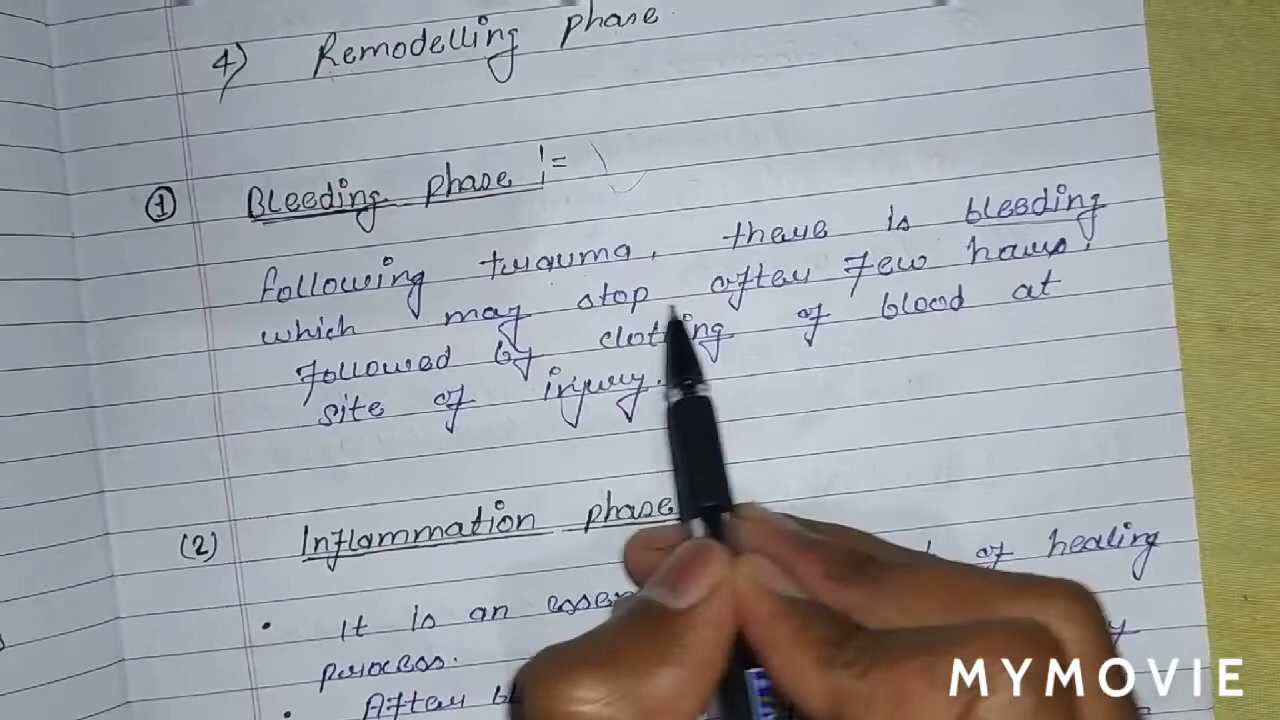 4) Remodelling phase
① Bleeding phase :=
following trauma, there is bleeding
which may stop after few hours,
followed by clotting of blood at
site of injury.
(2) Inflammation phase
• It is an of healing
process.
• After
MYMOVIE